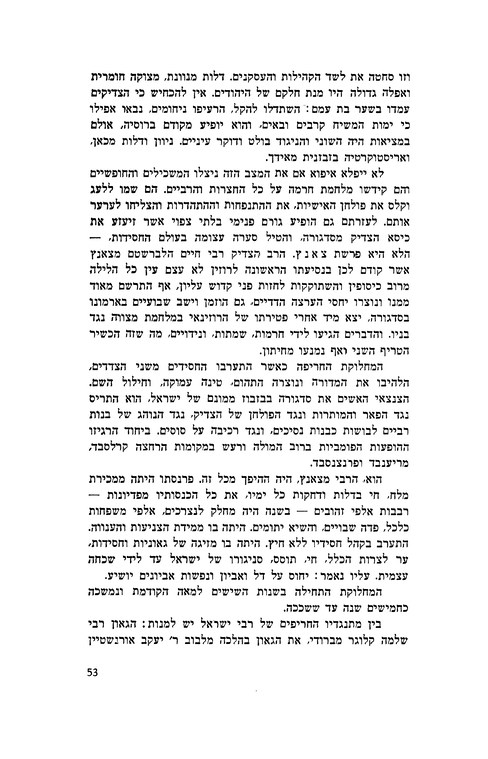 וזו סחטה את לשד הקהילות והעסקנים. דלות מנוונת, מצוקה חומרית
ואפלה גדולה היו מנת חלקם של היהודים. אין להכחיש כי הצדיקים
עמדו בשער בת עמם: השתדלו להקל, הרעיפו ניחומים, נבאו אפילו
כי ימות המשיח קרבים ובאים, והוא יופיע מקודם ברוסיה, אולם
במציאות היה השוני והניגוד בולט ודוקר עיניים. ניוון ודלות מכאן,
ואריסטוקרטיה בזבזנית מאידך.
לא ייפלא איפוא אם את המצב הזה ניצלו המשכילים והחופשיים
והם קידשו מלחמת חרמה על כל החצרות והרביים. הם שמו ללעג
וקלס את פולחן האישיות, את ההתנפחות וההתהדרות והצליחו לערער
אותם. לעזרתם גם הופיע גורם פנימי בלתי צפוי אשר זיעזע את
כיסא הצדיק מסדגורה, והטיל סערה עצומה בעולם החסידות, —
הלא היא פרשת צאנץ. הרב הצדיק רבי חיים הלברשטם מצאנץ
אשר קודם לכן בנסיעתו הראשונה לרוזין לא עצם עין כל הלילה
מרוב כיסופין והשתוקקות לחזות פני קדוש עליון, אף התרשם מאוד
ממנו ונוצרו יחסי הערצה הדדיים, גם הוזמן וישב שבועיים בארמונו
בסדגורה, יצא מיד אחרי פטירתו של הרוזינאי במלחמת מצווה נגד
בניו. והדברים הגיעו לידי חרמות, שמתות, ונידויים, מה שזה הכשיר
הטריף השני ואף נמנעו מחיתון.
המחלוקת החריפה כאשר התערבו החסידים משני הצדדים,
הלהיבו את המדורה ונוצרה התהום, טינה עמוקה, וחילול השם.
הצנצאי האשים את סדגורה בבזבוז ממונם של ישראל, הוא התריס
נגד הפאר והמותרות ונגד הפולחן של הצדיק, נגד הנוהג של בנות
רביים לבושות כבנות נסיכים, ונגד רכיבה על סוסים. ביחוד הרגיזו
ההופעות הפומביות ברוב המולה ורעש במקומות הרחצה קרלסבד,
מריענבד ופרנצנסבד.
הוא, הרבי מצאנץ, היה ההיפך מכל זה. פרנסתו היתה ממכירת
מלח, חי בדלות ודחקות כל ימיו, את כל הכנסותיו מפדיונות —
רבבות אלפי זהובים — בשנה היה מחלק לנצרכים, אלפי משפחות
כלכל, פדה שבויים, והשיא יתומים. היתה בו ממידת הצניעות והענווה.
התערב בקהל חסידיו ללא חיץ. היתה בו מזיגה של גאוניות וחסידות,
ער לצרות הכלל, חי, תוסס, סניגורו של ישראל עד לידי שכחה
עצמית. עליו נאמר: יחוס על דל ואביון ונפשות אביונים יושיע.
המחלוקת התחילה בשנות השישים למאה הקודמת ונמשכה
כחמישים שנה עד ששככה.
בין מתנגדיו החריפים של רבי ישראל יש למנות: הגאון רבי
שלמה קלוגר מברודי, את הגאון בהלכה מלבוב ר׳ יעקב אורנשטיין
53